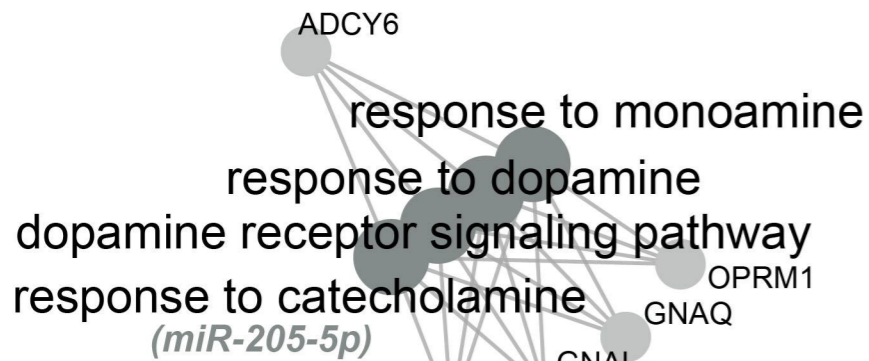 ADCY6
response to monoamine
response to dopamine
dopamine receptor signaling pathway
OPRM1
response to catecholamine
GNAQ
(miR-205-5p)